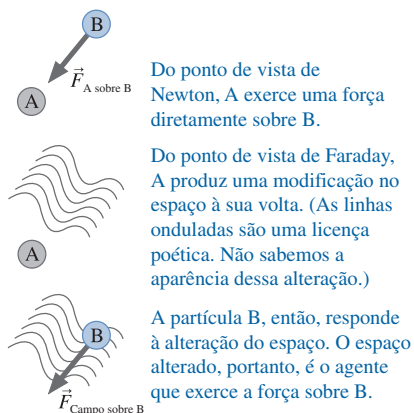 B
F⃗ A sobre B
A
Do ponto de vista de
Newton, A exerce uma força
diretamente sobre B.
Do ponto de vista de Faraday,
A produz uma modificação no
espaço à sua volta. (As linhas
onduladas são uma licença
poética. Não sabemos a
aparência dessa alteração.)
A
B
F⃗ Campo sobre B
A partícula B, então, responde
à alteração do espaço. O espaço
alterado, portanto, é o agente
que exerce a força sobre B.